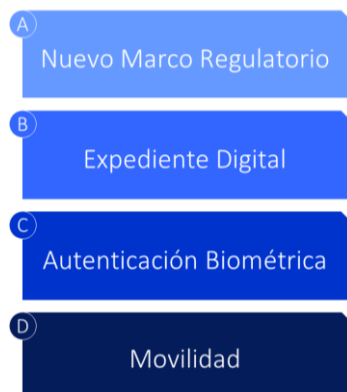 A
Nuevo Marco Regulatorio
B
Expediente Digital
C
Autenticación Biométrica
D
Movilidad